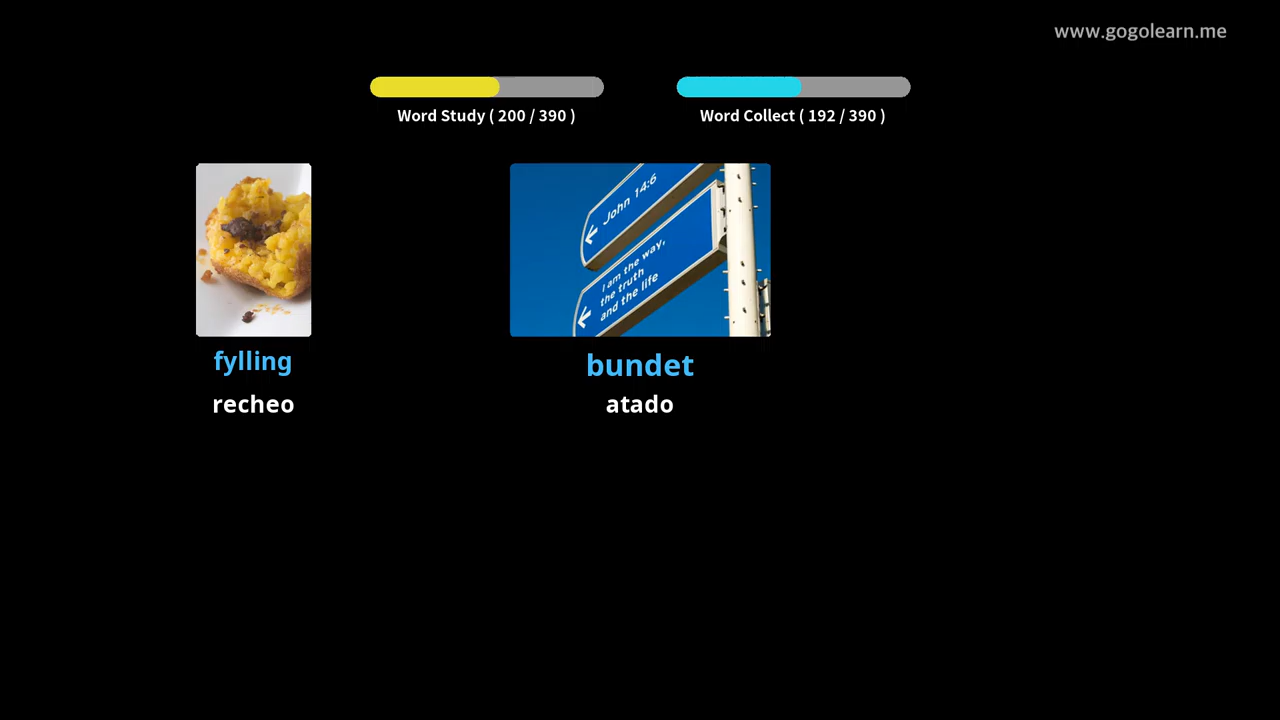 www.gogolearn.me
Word Study ( 200 / 390 )
Word Collect ( 192 / 390 )
John 14:6
I am the way,
the truth
and the life
fylling
bundet
recheo
atado